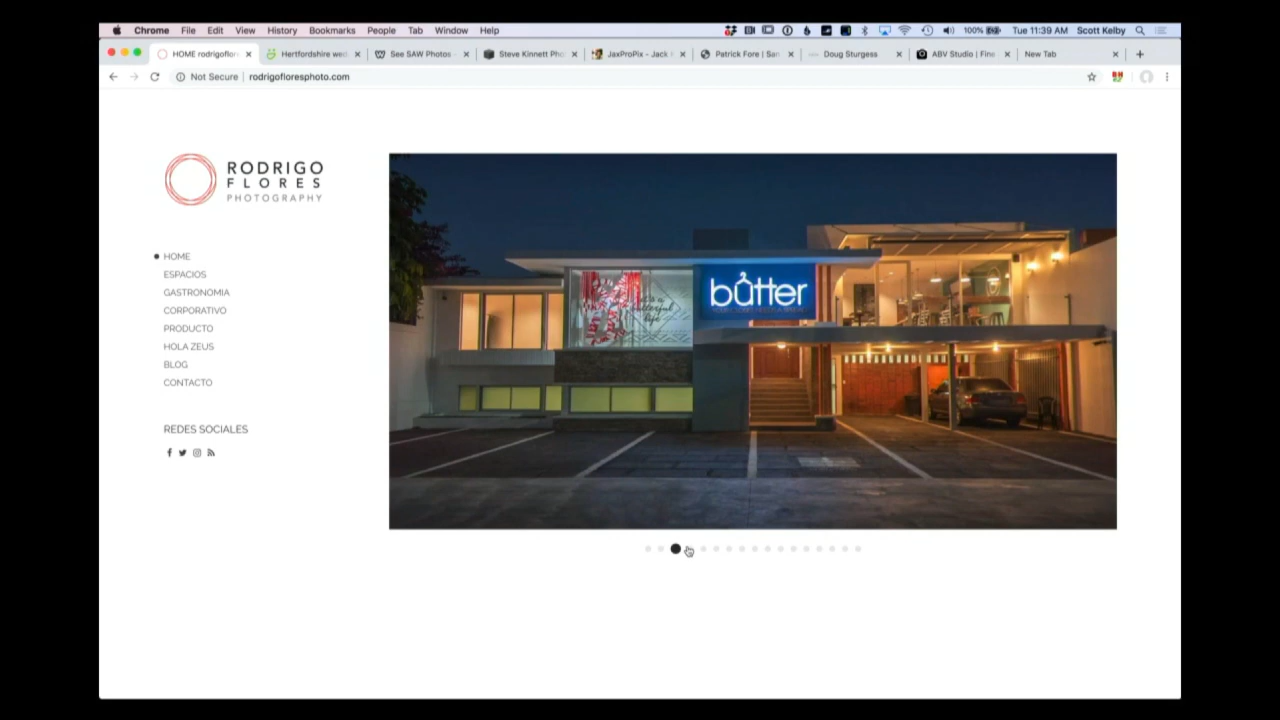 Chrome File Edit View History Bookmarks People Tab Window Help 100% Tue 11:39 AM Scott Kelby
HOME rodrigoflor Hertfordshire wed See SAW Photos - Steve Kinnett Pho JaxProPix - Jack Patrick Fore | San Doug Sturgess ABV Studio | Fine New Tab
Not Secure | rodrigofloresphoto.com
RODRIGO
FLORES
PHOTOGRAPHY
HOME
ESPACIOS
GASTRONOMIA
CORPORATIVO
PRODUCTO
HOLA ZEUS
BLOG
CONTACTO
REDES SOCIALES
butter
butterful
life